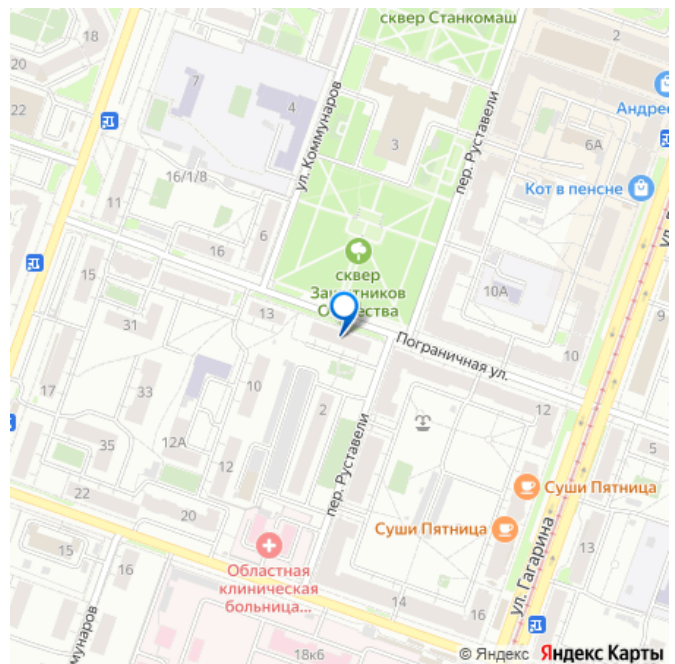 сквер Станкомаш
18
20
22
2
7
4
ул. Коммунаров
3
пер. Руставели
Андре
6А
Кот в пенсне
16/1/8
11
16
6
сквер
Защитников
Отечества
10А
9
15
31
13
Пограничная ул.
10
33
10
17
2
12
35
12А
12
пер. Руставели
5
Суши Пятница
22
20
Суши Пятница
ул. Гагарина
13
15
16
Областная
клиническая
больница...
14
16
18к6
ммунаров
© Яндекс Яндекс Карты